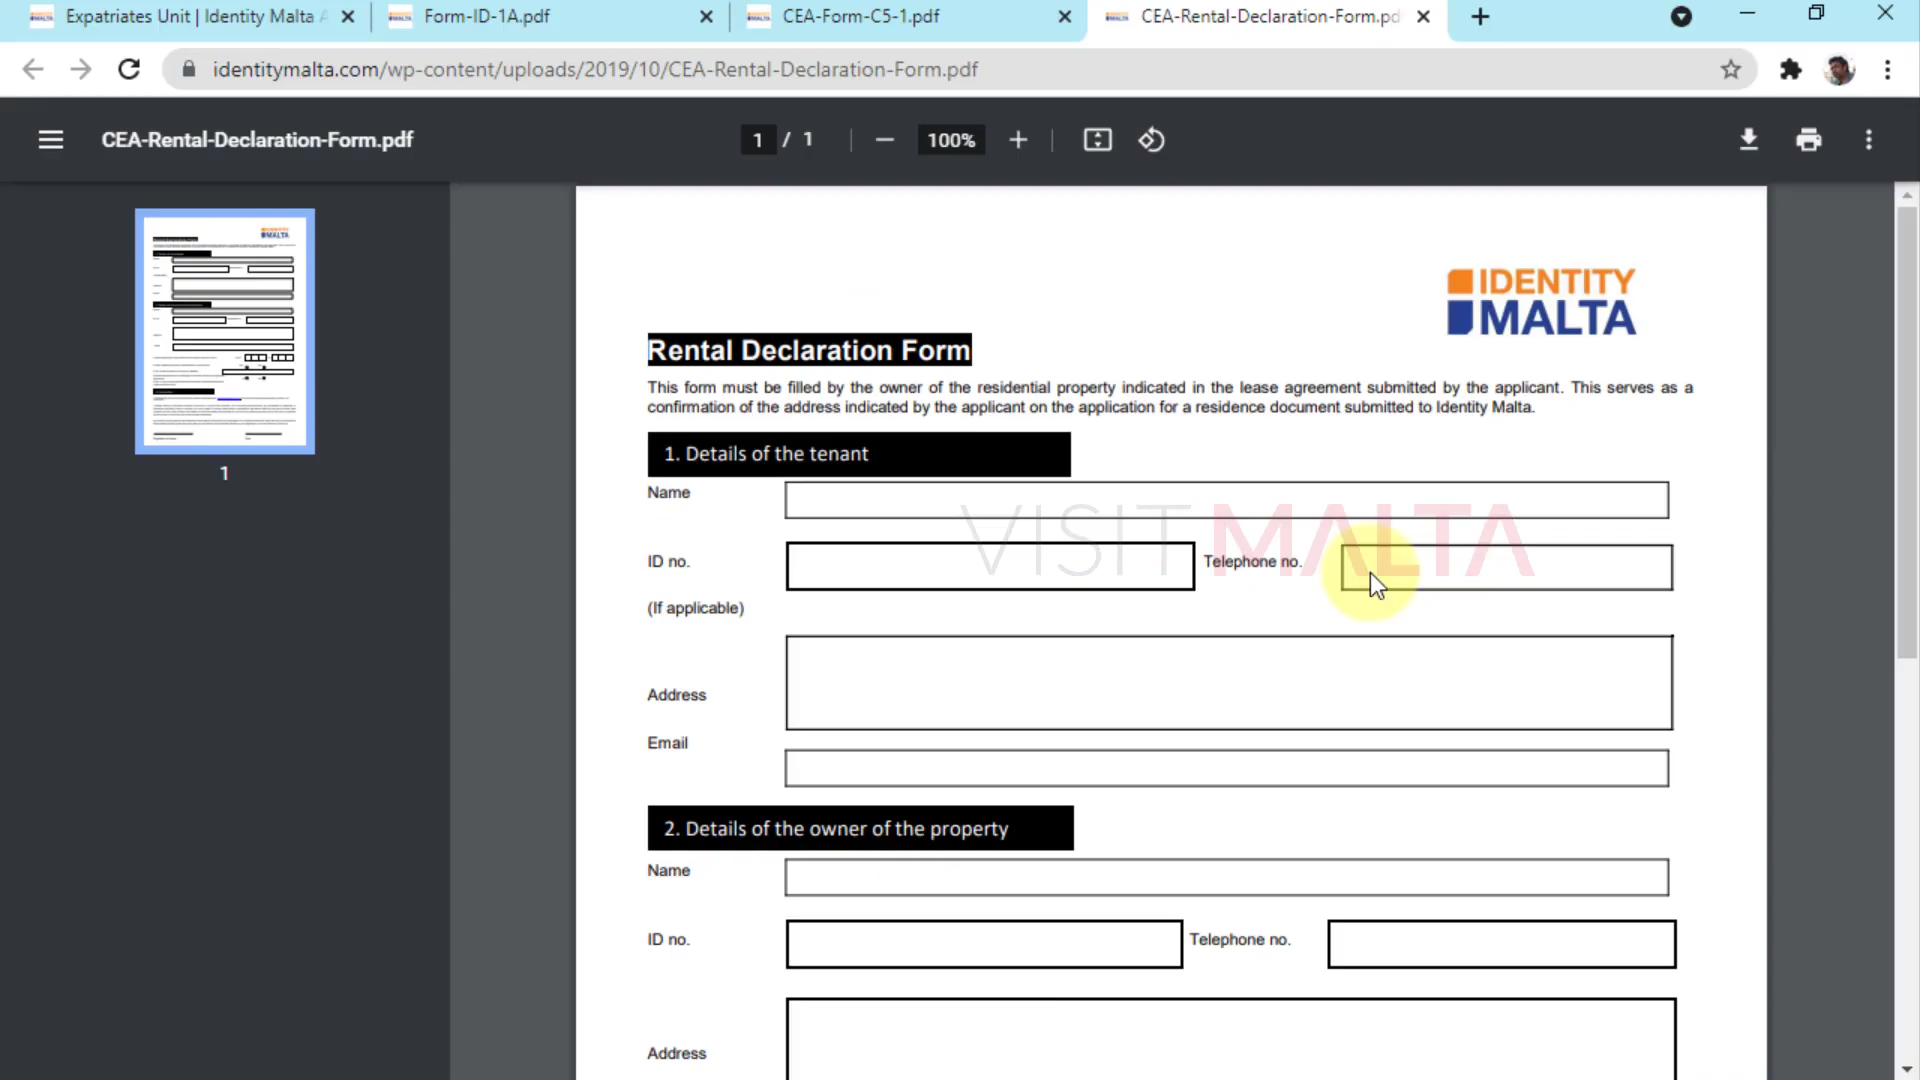 Expatriates Unit | Identity Malta A
Form-ID-1A.pdf
CEA-Form-C5-1.pdf
CEA-Rental-Declaration-Form.pd
identitymalta.com/wp-content/uploads/2019/10/CEA-Rental-Declaration-Form.pdf
CEA-Rental-Declaration-Form.pdf
1 / 1
100%
1
IDENTITY
MALTA
Rental Declaration Form
This form must be filled by the owner of the residential property indicated in the lease agreement submitted by the applicant. This serves as a
confirmation of the address indicated by the applicant on the application for a residence document submitted to Identity Malta.
1. Details of the tenant
Name
VISIT MALTA
ID no.
Telephone no.
(If applicable)
Address
Email
2. Details of the owner of the property
Name
ID no.
Telephone no.
Address